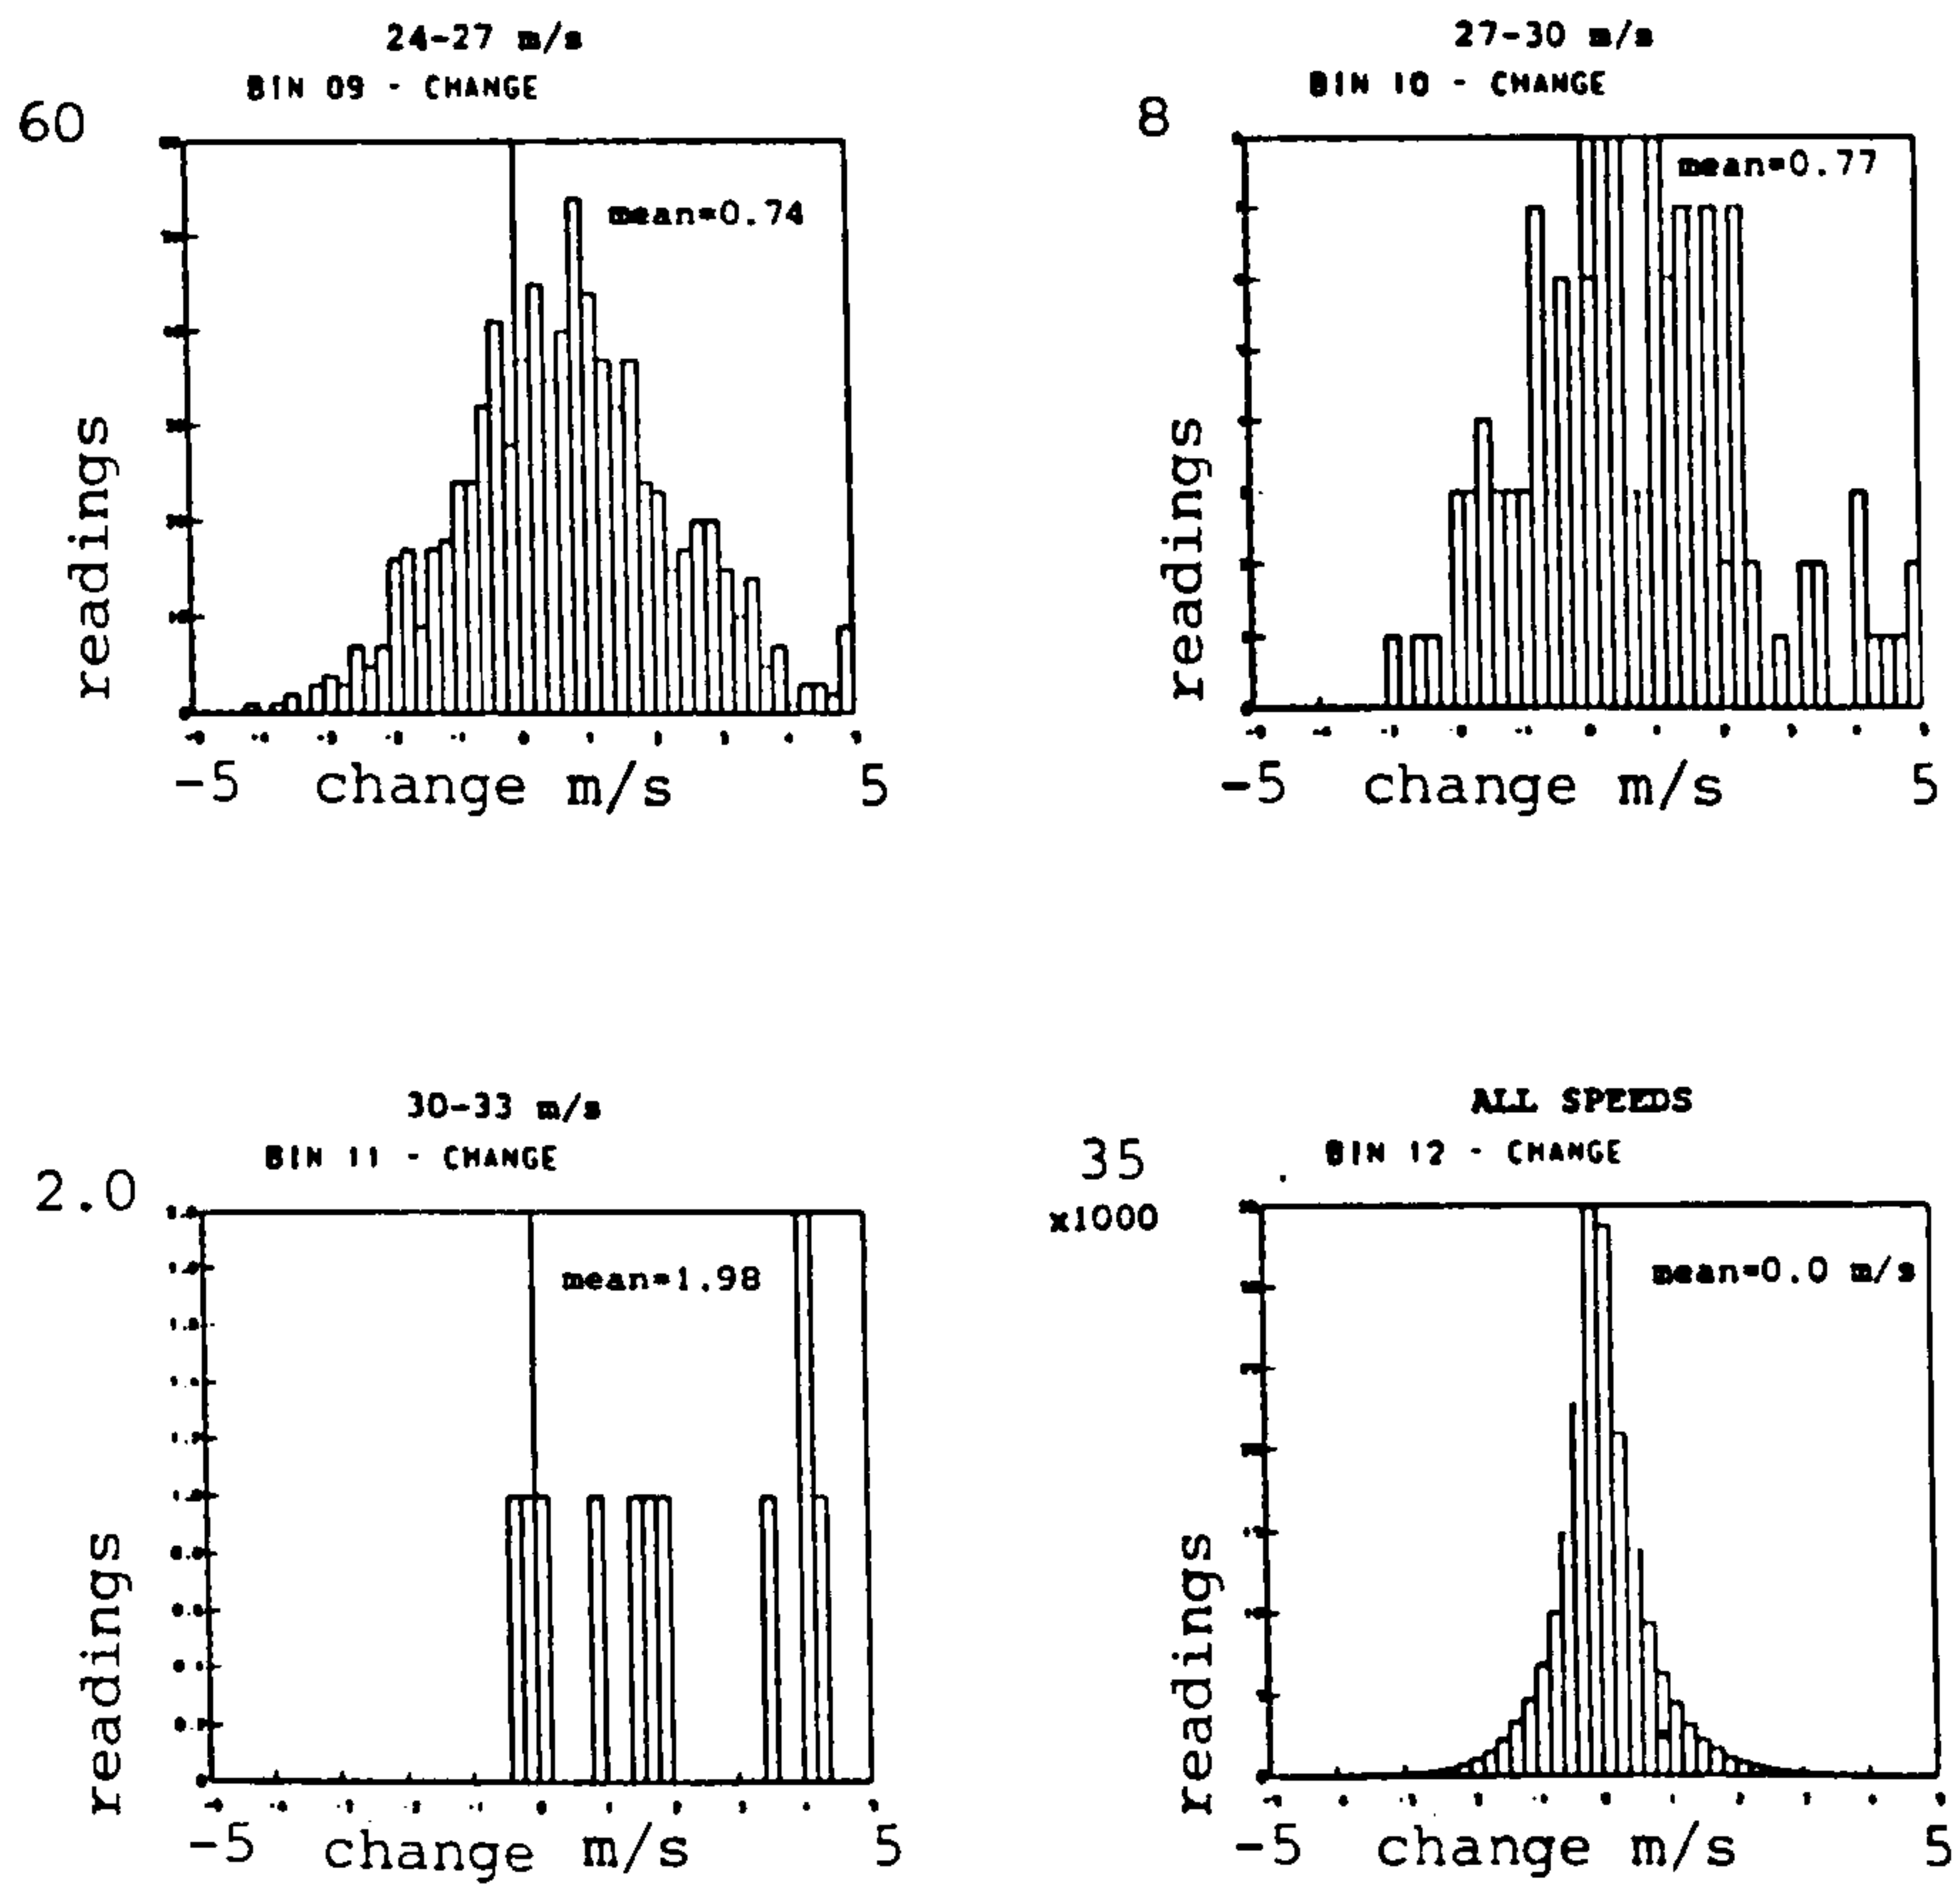 24-27 m/s
BIN 09 - CHANGE
60
mean=0.74
readings
-5 change m/s 5
27-30 m/s
BIN 10 - CHANGE
8
mean=0.77
readings
-5 change m/s 5
30-33 m/s
BIN 11 - CHANGE
2.0
mean=1.98
readings
-5 change m/s 5
ALL SPEEDS
BIN 12 - CHANGE
35
x1000
mean=0.0 m/s
readings
-5 change m/s 5